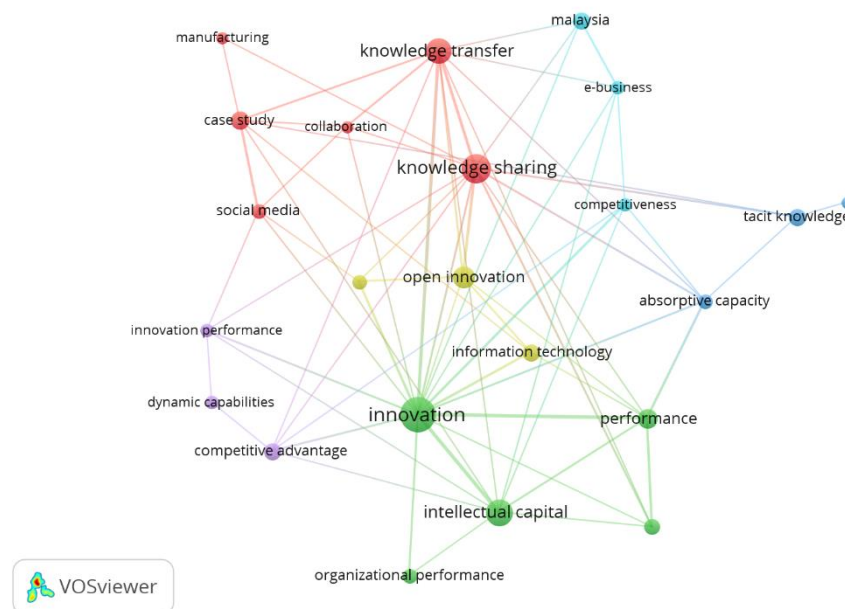 malaysia
manufacturing
knowledge transfer
e-business
case study
collaboration
knowledge sharing
competitiveness
social media
tacit knowledge
open innovation
absorptive capacity
innovation performance
information technology
dynamic capabilities
innovation
performance
competitive advantage
intellectual capital
organizational performance
VOSviewer